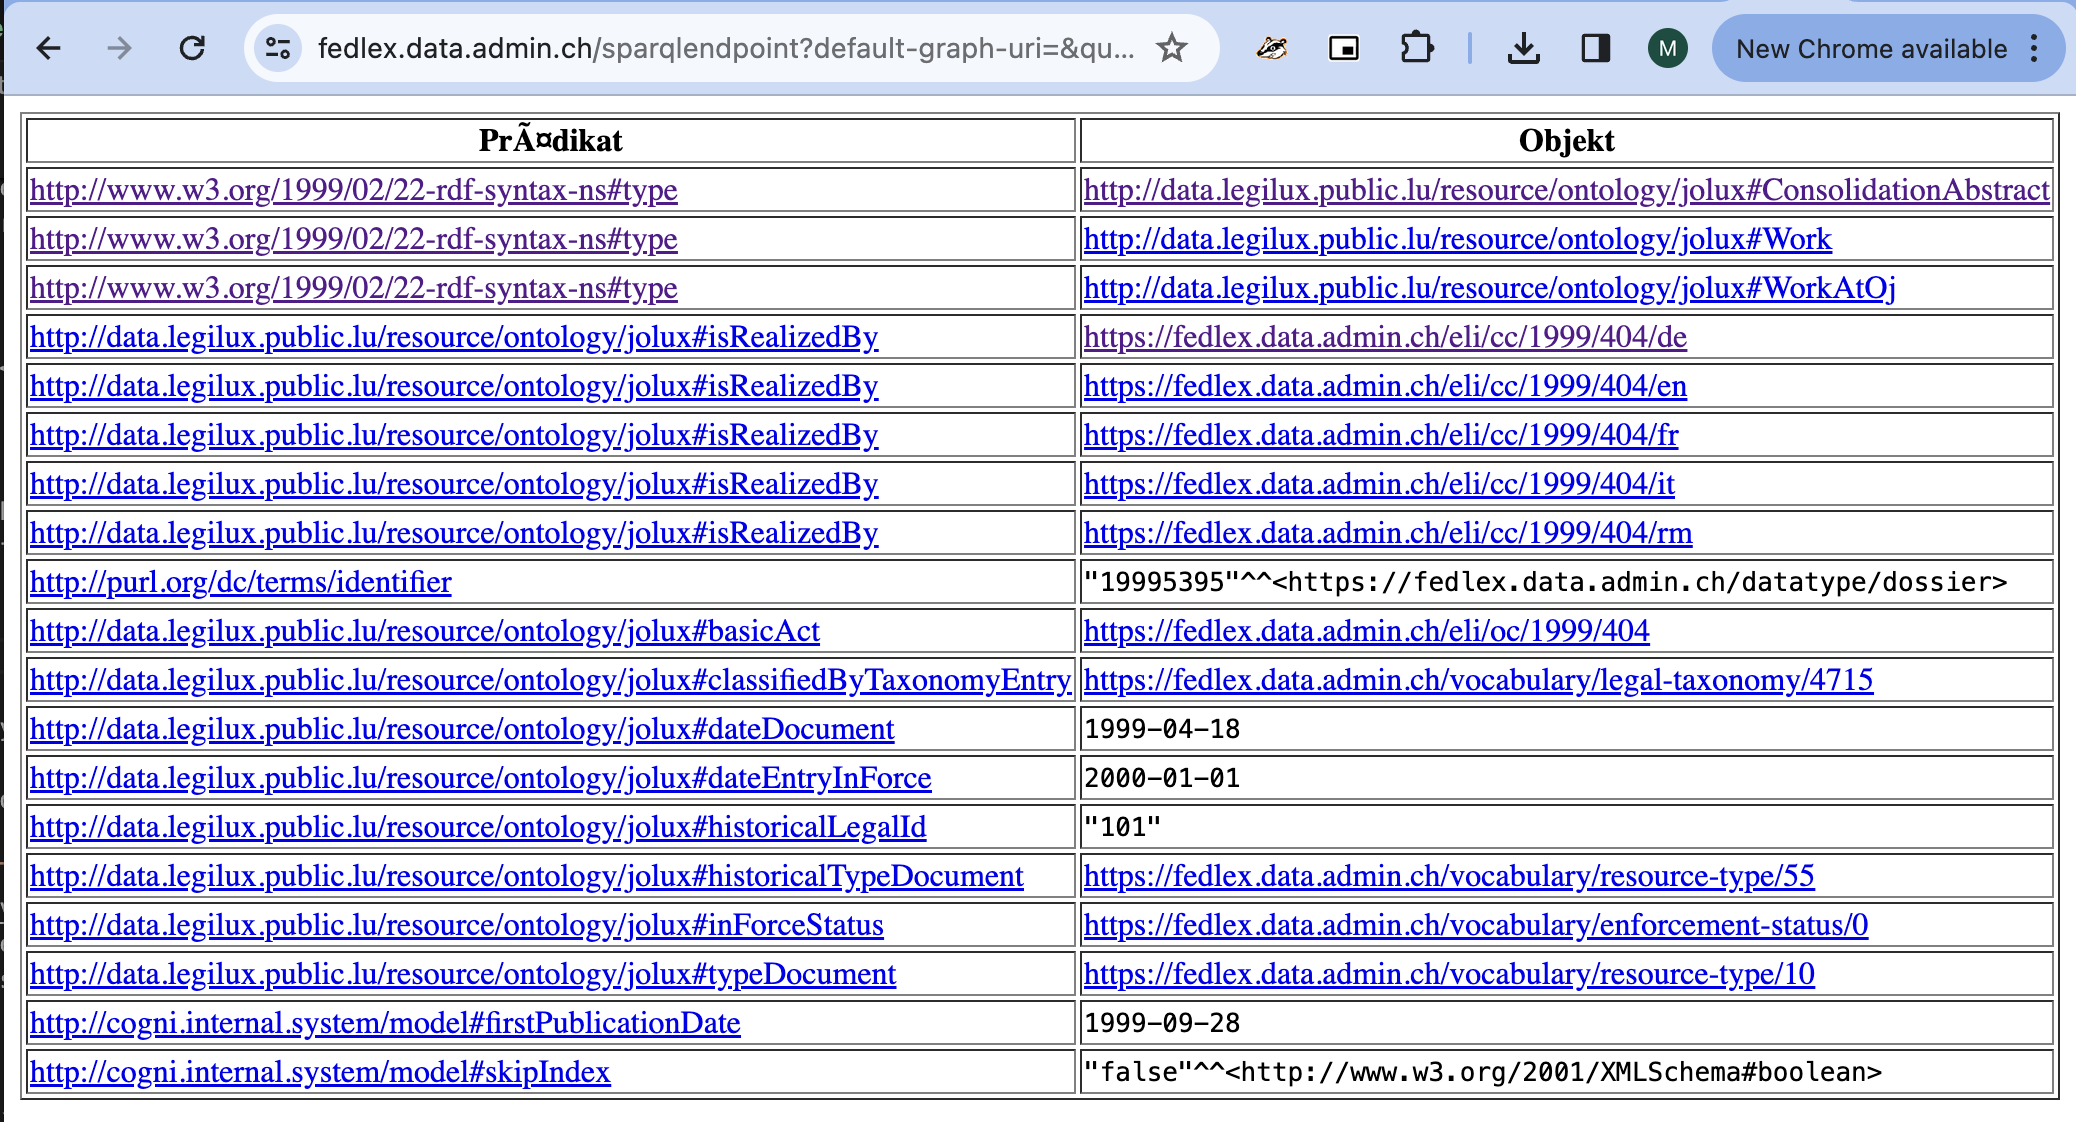 fedlex.data.admin.ch/sparqlendpoint?default-graph-uri=&qu...
M
New Chrome available
PrÃ¤dikat Objekt
http://www.w3.org/1999/02/22-rdf-syntax-ns#type http://data.legilux.public.lu/resource/ontology/jolux#ConsolidationAbstract
http://www.w3.org/1999/02/22-rdf-syntax-ns#type http://data.legilux.public.lu/resource/ontology/jolux#Work
http://www.w3.org/1999/02/22-rdf-syntax-ns#type http://data.legilux.public.lu/resource/ontology/jolux#WorkAtOj
http://data.legilux.public.lu/resource/ontology/jolux#isRealizedBy https://fedlex.data.admin.ch/eli/cc/1999/404/de
http://data.legilux.public.lu/resource/ontology/jolux#isRealizedBy https://fedlex.data.admin.ch/eli/cc/1999/404/en
http://data.legilux.public.lu/resource/ontology/jolux#isRealizedBy https://fedlex.data.admin.ch/eli/cc/1999/404/fr
http://data.legilux.public.lu/resource/ontology/jolux#isRealizedBy https://fedlex.data.admin.ch/eli/cc/1999/404/it
http://data.legilux.public.lu/resource/ontology/jolux#isRealizedBy https://fedlex.data.admin.ch/eli/cc/1999/404/rm
http://purl.org/dc/terms/identifier "19995395"^^<https://fedlex.data.admin.ch/datatype/dossier>
http://data.legilux.public.lu/resource/ontology/jolux#basicAct https://fedlex.data.admin.ch/eli/oc/1999/404
http://data.legilux.public.lu/resource/ontology/jolux#classifiedByTaxonomyEntry https://fedlex.data.admin.ch/vocabulary/legal-taxonomy/4715
http://data.legilux.public.lu/resource/ontology/jolux#dateDocument 1999-04-18
http://data.legilux.public.lu/resource/ontology/jolux#dateEntryInForce 2000-01-01
http://data.legilux.public.lu/resource/ontology/jolux#historicalLegalId "101"
http://data.legilux.public.lu/resource/ontology/jolux#historicalTypeDocument https://fedlex.data.admin.ch/vocabulary/resource-type/55
http://data.legilux.public.lu/resource/ontology/jolux#inForceStatus https://fedlex.data.admin.ch/vocabulary/enforcement-status/0
http://data.legilux.public.lu/resource/ontology/jolux#typeDocument https://fedlex.data.admin.ch/vocabulary/resource-type/10
http://cogni.internal.system/model#firstPublicationDate 1999-09-28
http://cogni.internal.system/model#skipIndex "false"^^<http://www.w3.org/2001/XMLSchema#boolean>